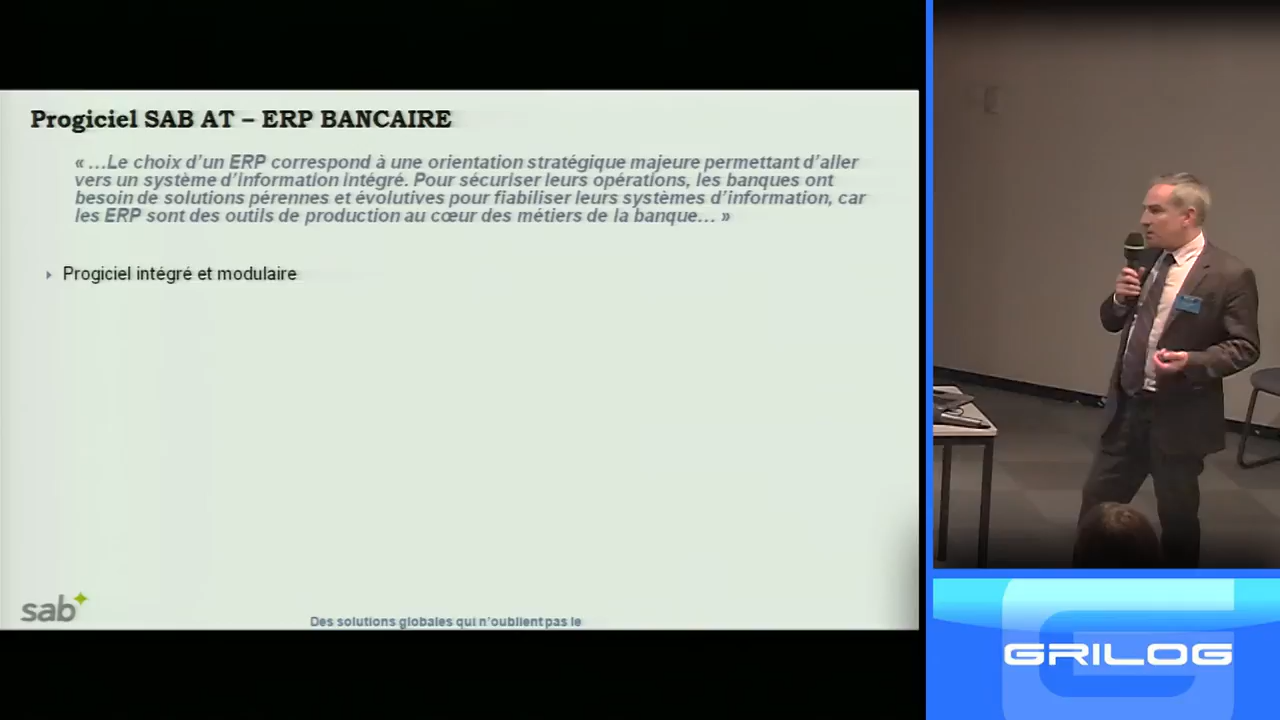 Progiciel SAB AT – ERP BANCAIRE
« …Le choix d’un ERP correspond à une orientation stratégique majeure permettant d’aller
vers un système d’information intégré. Pour sécuriser leurs opérations, les banques ont
besoin de solutions pérennes et évolutives pour fiabiliser leurs systèmes d’information, car
les ERP sont des outils de production au cœur des métiers de la banque… »
Progiciel intégré et modulaire
sab
Des solutions globales qui n’oublient pas le
GRILOG